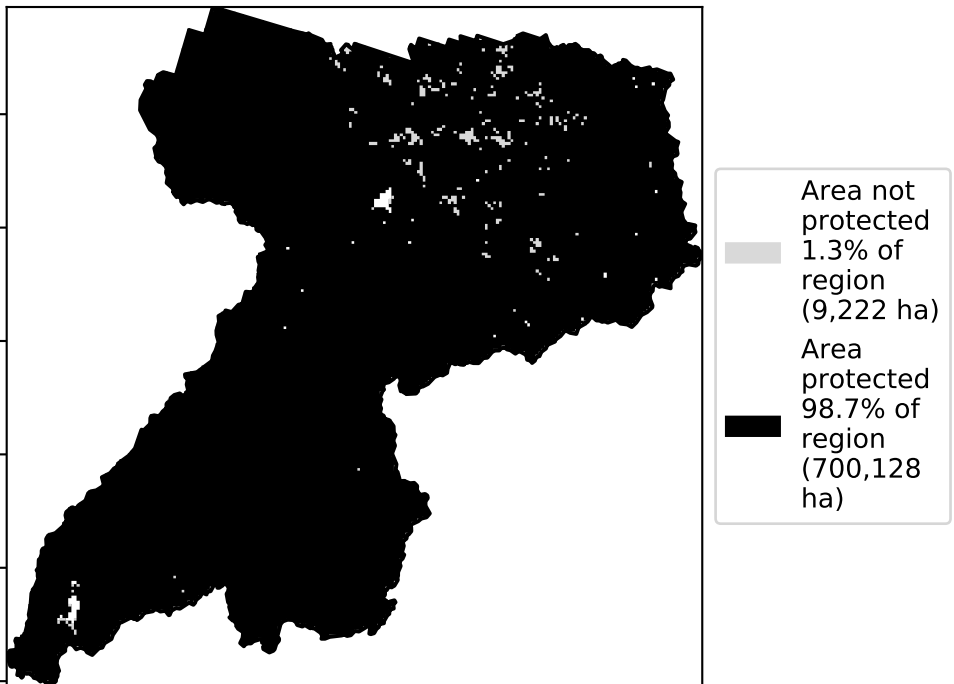 Area not
protected
1.3% of
region
(9,222 ha)
Area
protected
98.7% of
region
(700,128
ha)